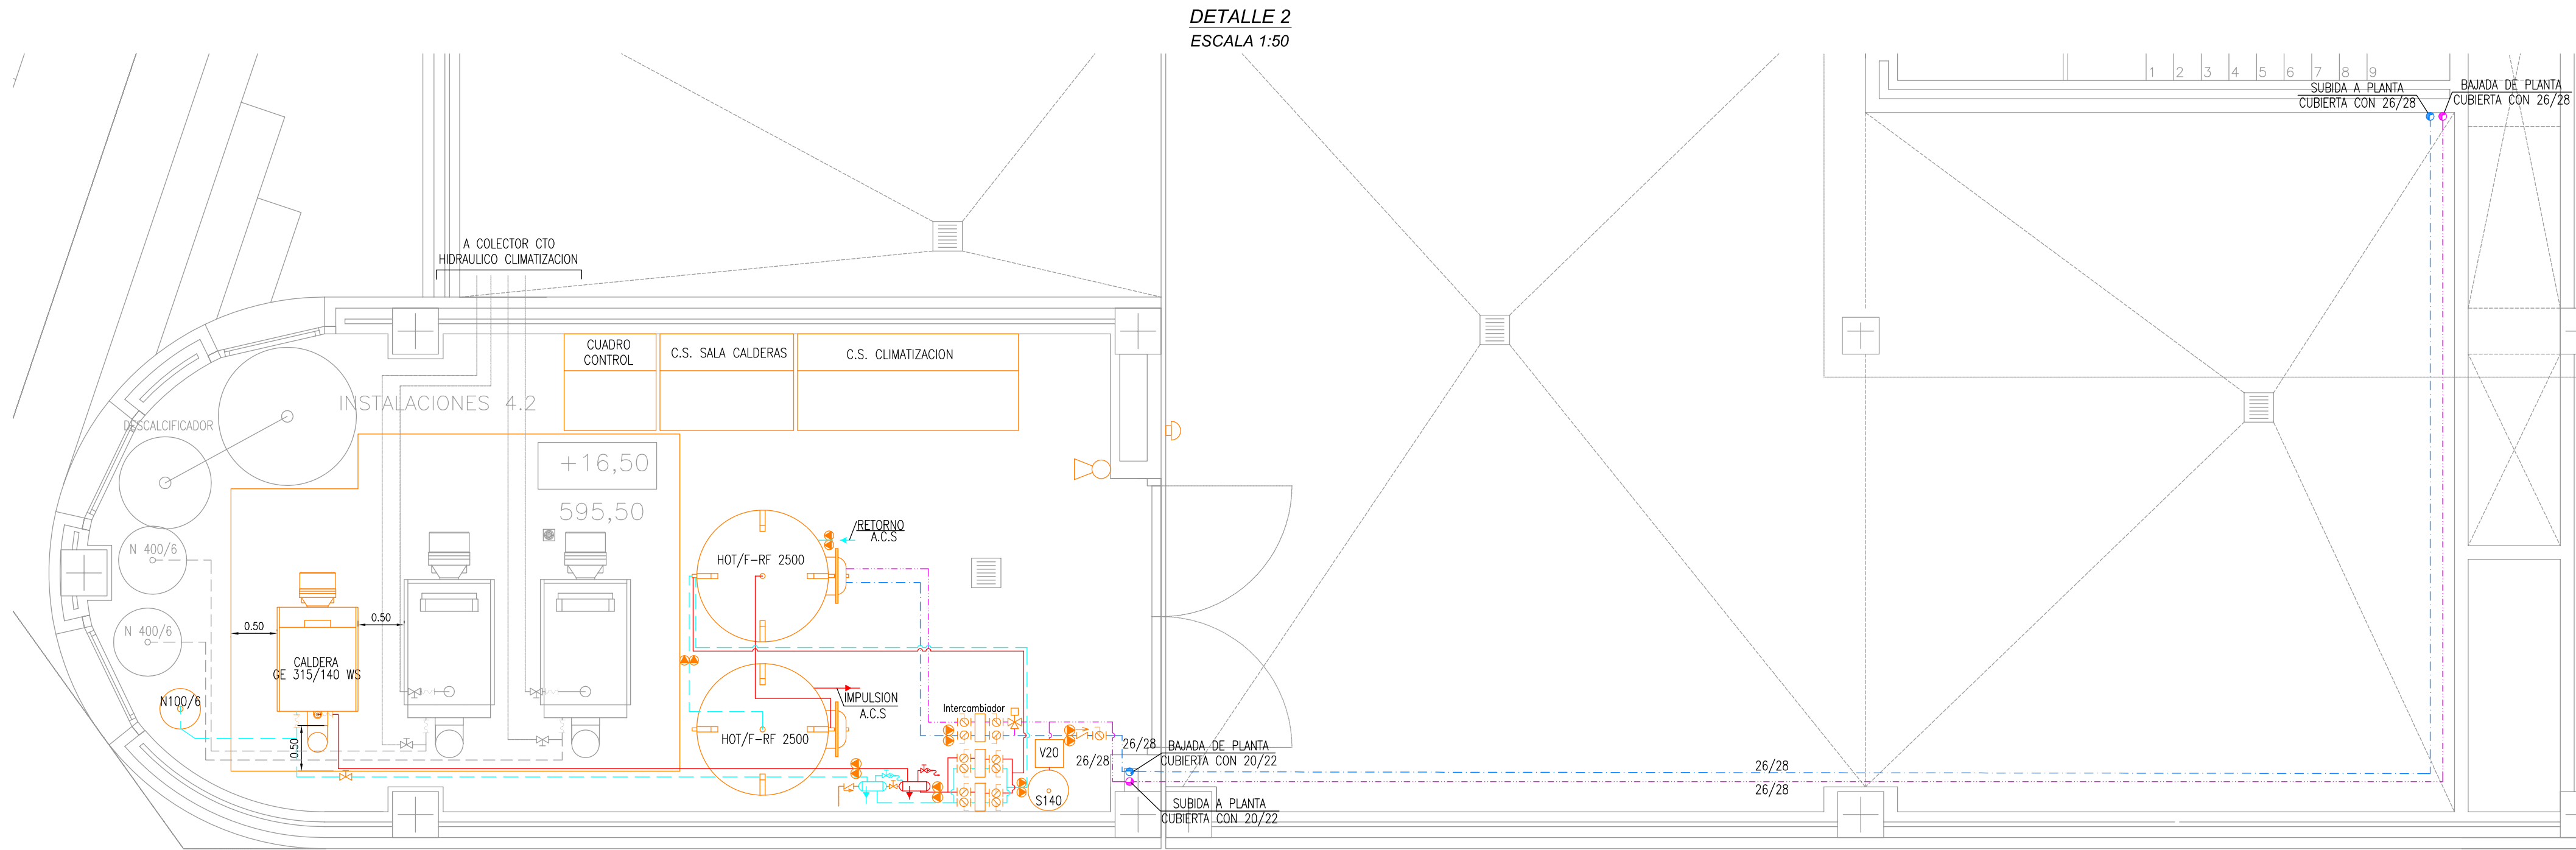 DETALLE 2
ESCALA 1:50
1 2 3 4 5 6 7 8 9
SUBIDA A PLANTA
CUBIERTA CON 26/28
BAJADA DE PLANTA
CUBIERTA CON 26/28
A COLECTOR CTO
HIDRAULICO CLIMATIZACION
CUADRO
CONTROL
C.S. SALA CALDERAS
C.S. CLIMATIZACION
INSTALACIONES 4.2
DESCALCIFICADOR
+16,50
595,50
N 400/6
N 400/6
N100/6
0.50
0.50
0.50
CALDERA
GE 315/140 WS
HOT/F-RF 2500
RETORNO
A.C.S
HOT/F-RF 2500
IMPULSION
A.C.S
Intercambiador
V20
S140
26/28
26/28
BAJADA DE PLANTA
CUBIERTA CON 20/22
SUBIDA A PLANTA
CUBIERTA CON 20/22
26/28
26/28